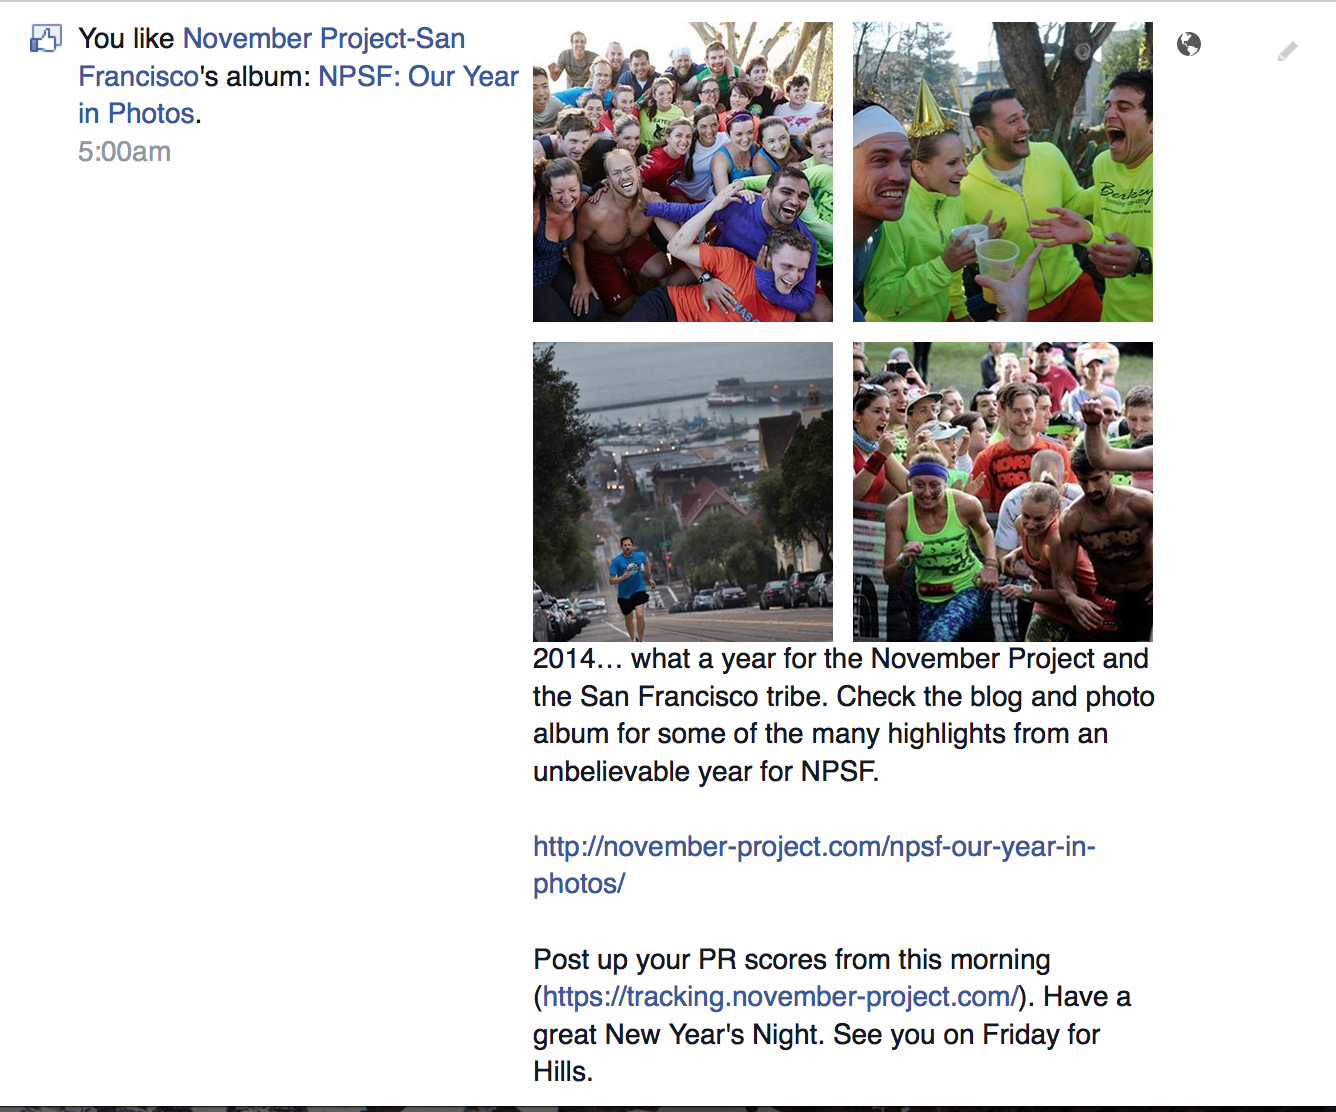 You like November Project-San
Francisco's album: NPSF: Our Year
in Photos.
5:00am
Berkeley
2014... what a year for the November Project and
the San Francisco tribe. Check the blog and photo
album for some of the many highlights from an
unbelievable year for NPSF.
http://november-project.com/npsf-our-year-in-
photos/
Post up your PR scores from this morning
(https://tracking.november-project.com/). Have a
great New Year's Night. See you on Friday for
Hills.